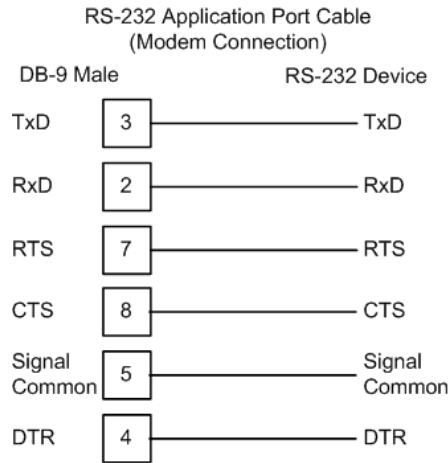 RS-232 Application Port Cable
(Modem Connection)
DB-9 Male RS-232 Device
TxD 3 TxD
RxD 2 RxD
RTS 7 RTS
CTS 8 CTS
Signal Common 5 Signal Common
DTR 4 DTR